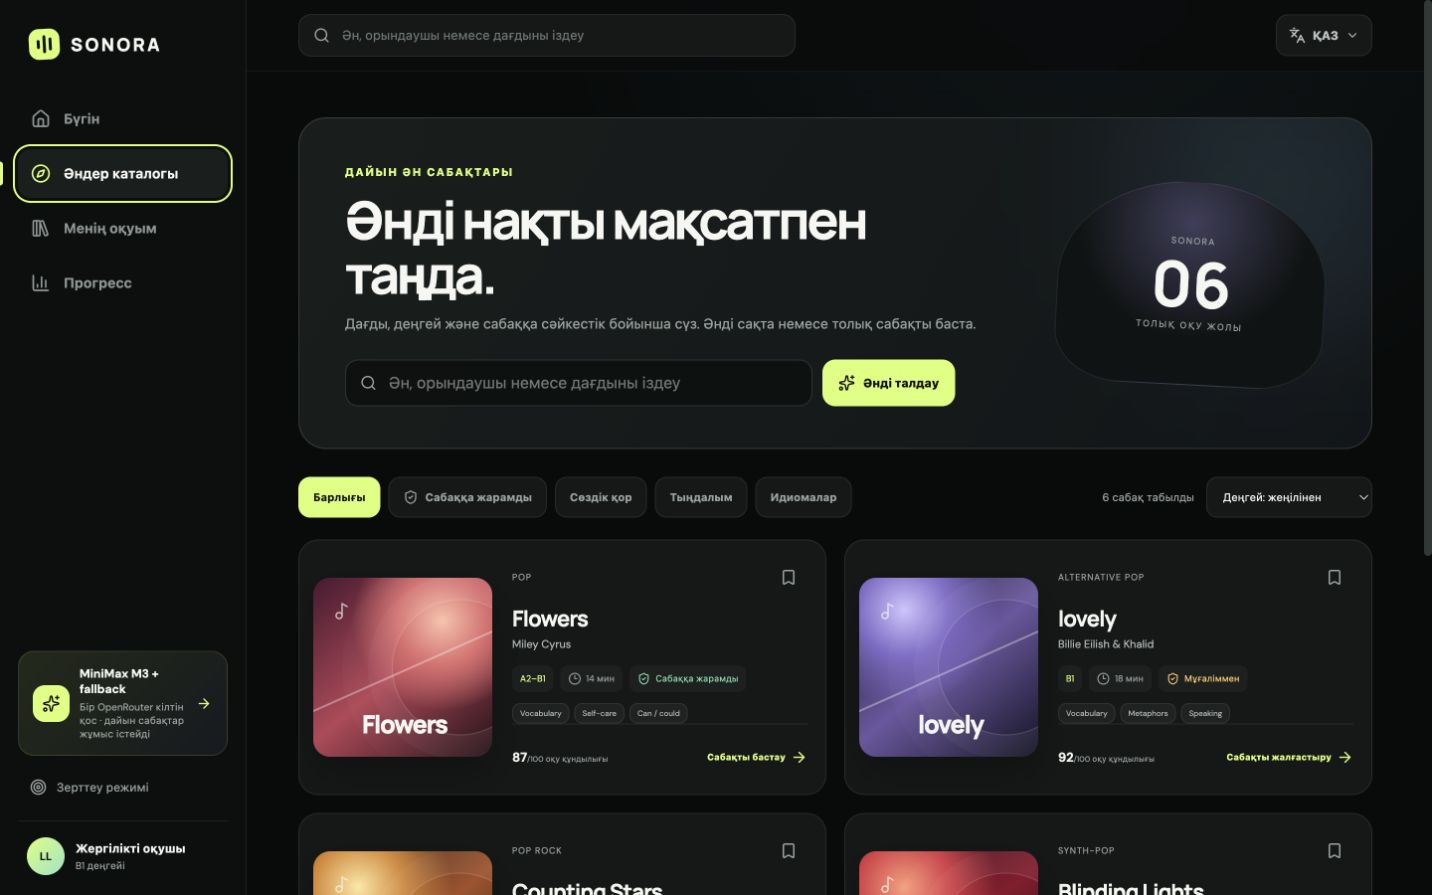 SONORA
Ән, орындаушы немесе дағдыны іздеу
ҚАЗ
Бүгін
Әндер каталогы
Менің оқуым
Прогресс
ДАЙЫН ӘН САБАҚТАРЫ
Әнді нақты мақсатпен
таңда.
Дағды, деңгей және сабаққа сәйкестік бойынша сүз. Әнді сақта немесе толық сабақты баста.
Ән, орындаушы немесе дағдыны іздеу
Әнді талдау
SONORA
06
ТОЛЫҚ ОҚУ ЖОЛЫ
Барлығы
Сабаққа жарамды
Сөздік қор
Тыңдалым
Идиомалар
6 сабақ табылды
Деңгей: жеңілінен
Flowers
POP
Flowers
Miley Cyrus
A2–B1
14 мин
Сабаққа жарамды
Vocabulary
Self-care
Can / could
87/100 оқу құндылығы
Сабақты бастау
lovely
ALTERNATIVE POP
lovely
Billie Eilish & Khalid
B1
18 мин
Мұғаліммен
Vocabulary
Metaphors
Speaking
92/100 оқу құндылығы
Сабақты жалғастыру
POP ROCK
Counting Stars
SYNTH-POP
Blinding Lights
MiniMax M3 +
fallback
Бір OpenRouter кілтін
қос · дайын сабақтар
жұмыс істейді
Зерттеу режимі
LL
Жергілікті оқушы
B1 деңгейі